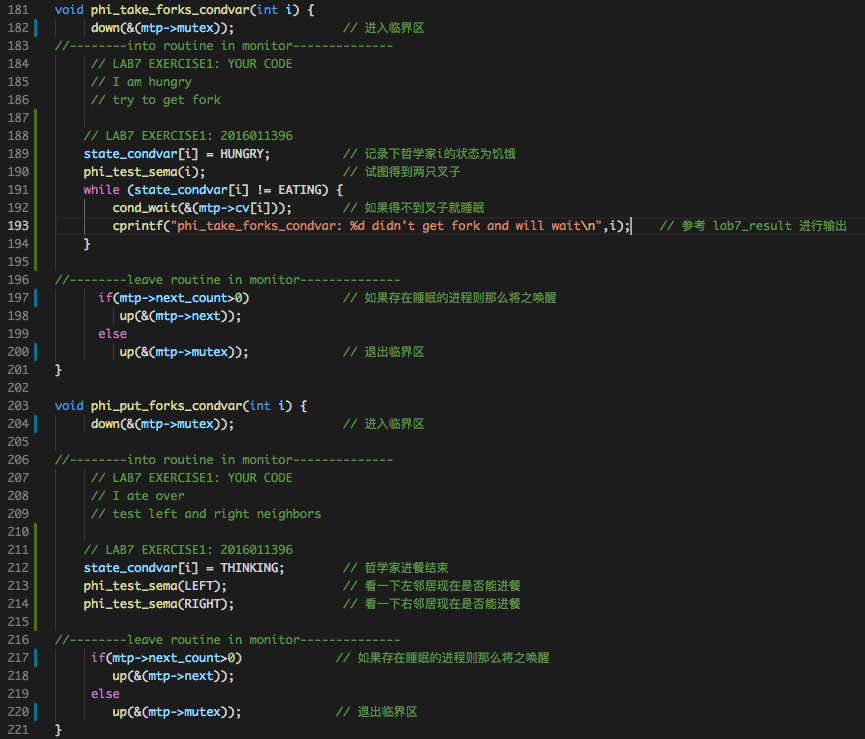 181 void phi_take_forks_condvar(int i) {
182 down(&(mtp->mutex)); // 进入临界区
183 //--------into routine in monitor--------------
184 // LAB7 EXERCISE1: YOUR CODE
185 // I am hungry
186 // try to get fork
187
188 // LAB7 EXERCISE1: 2016011396
189 state_condvar[i] = HUNGRY; // 记录下哲学家i的状态为饥饿
190 phi_test_sema(i); // 试图得到两只叉子
191 while (state_condvar[i] != EATING) {
192 cond_wait(&(mtp->cv[i])); // 如果得不到叉子就睡眠
193 cprintf("phi_take_forks_condvar: %d didn't get fork and will wait\n",i); // 参考 lab7_result 进行输出
194 }
195
196 //--------leave routine in monitor--------------
197 if(mtp->next_count>0) // 如果存在睡眠的进程则那么将之唤醒
198 up(&(mtp->next));
199 else
200 up(&(mtp->mutex)); // 退出临界区
201 }
202
203 void phi_put_forks_condvar(int i) {
204 down(&(mtp->mutex)); // 进入临界区
205
206 //--------into routine in monitor--------------
207 // LAB7 EXERCISE1: YOUR CODE
208 // I ate over
209 // test left and right neighbors
210
211 // LAB7 EXERCISE1: 2016011396
212 state_condvar[i] = THINKING; // 哲学家进餐结束
213 phi_test_sema(LEFT); // 看一下左邻居现在是否能进餐
214 phi_test_sema(RIGHT); // 看一下右邻居现在是否能进餐
215
216 //--------leave routine in monitor--------------
217 if(mtp->next_count>0) // 如果存在睡眠的进程则那么将之唤醒
218 up(&(mtp->next));
219 else
220 up(&(mtp->mutex)); // 退出临界区
221 }